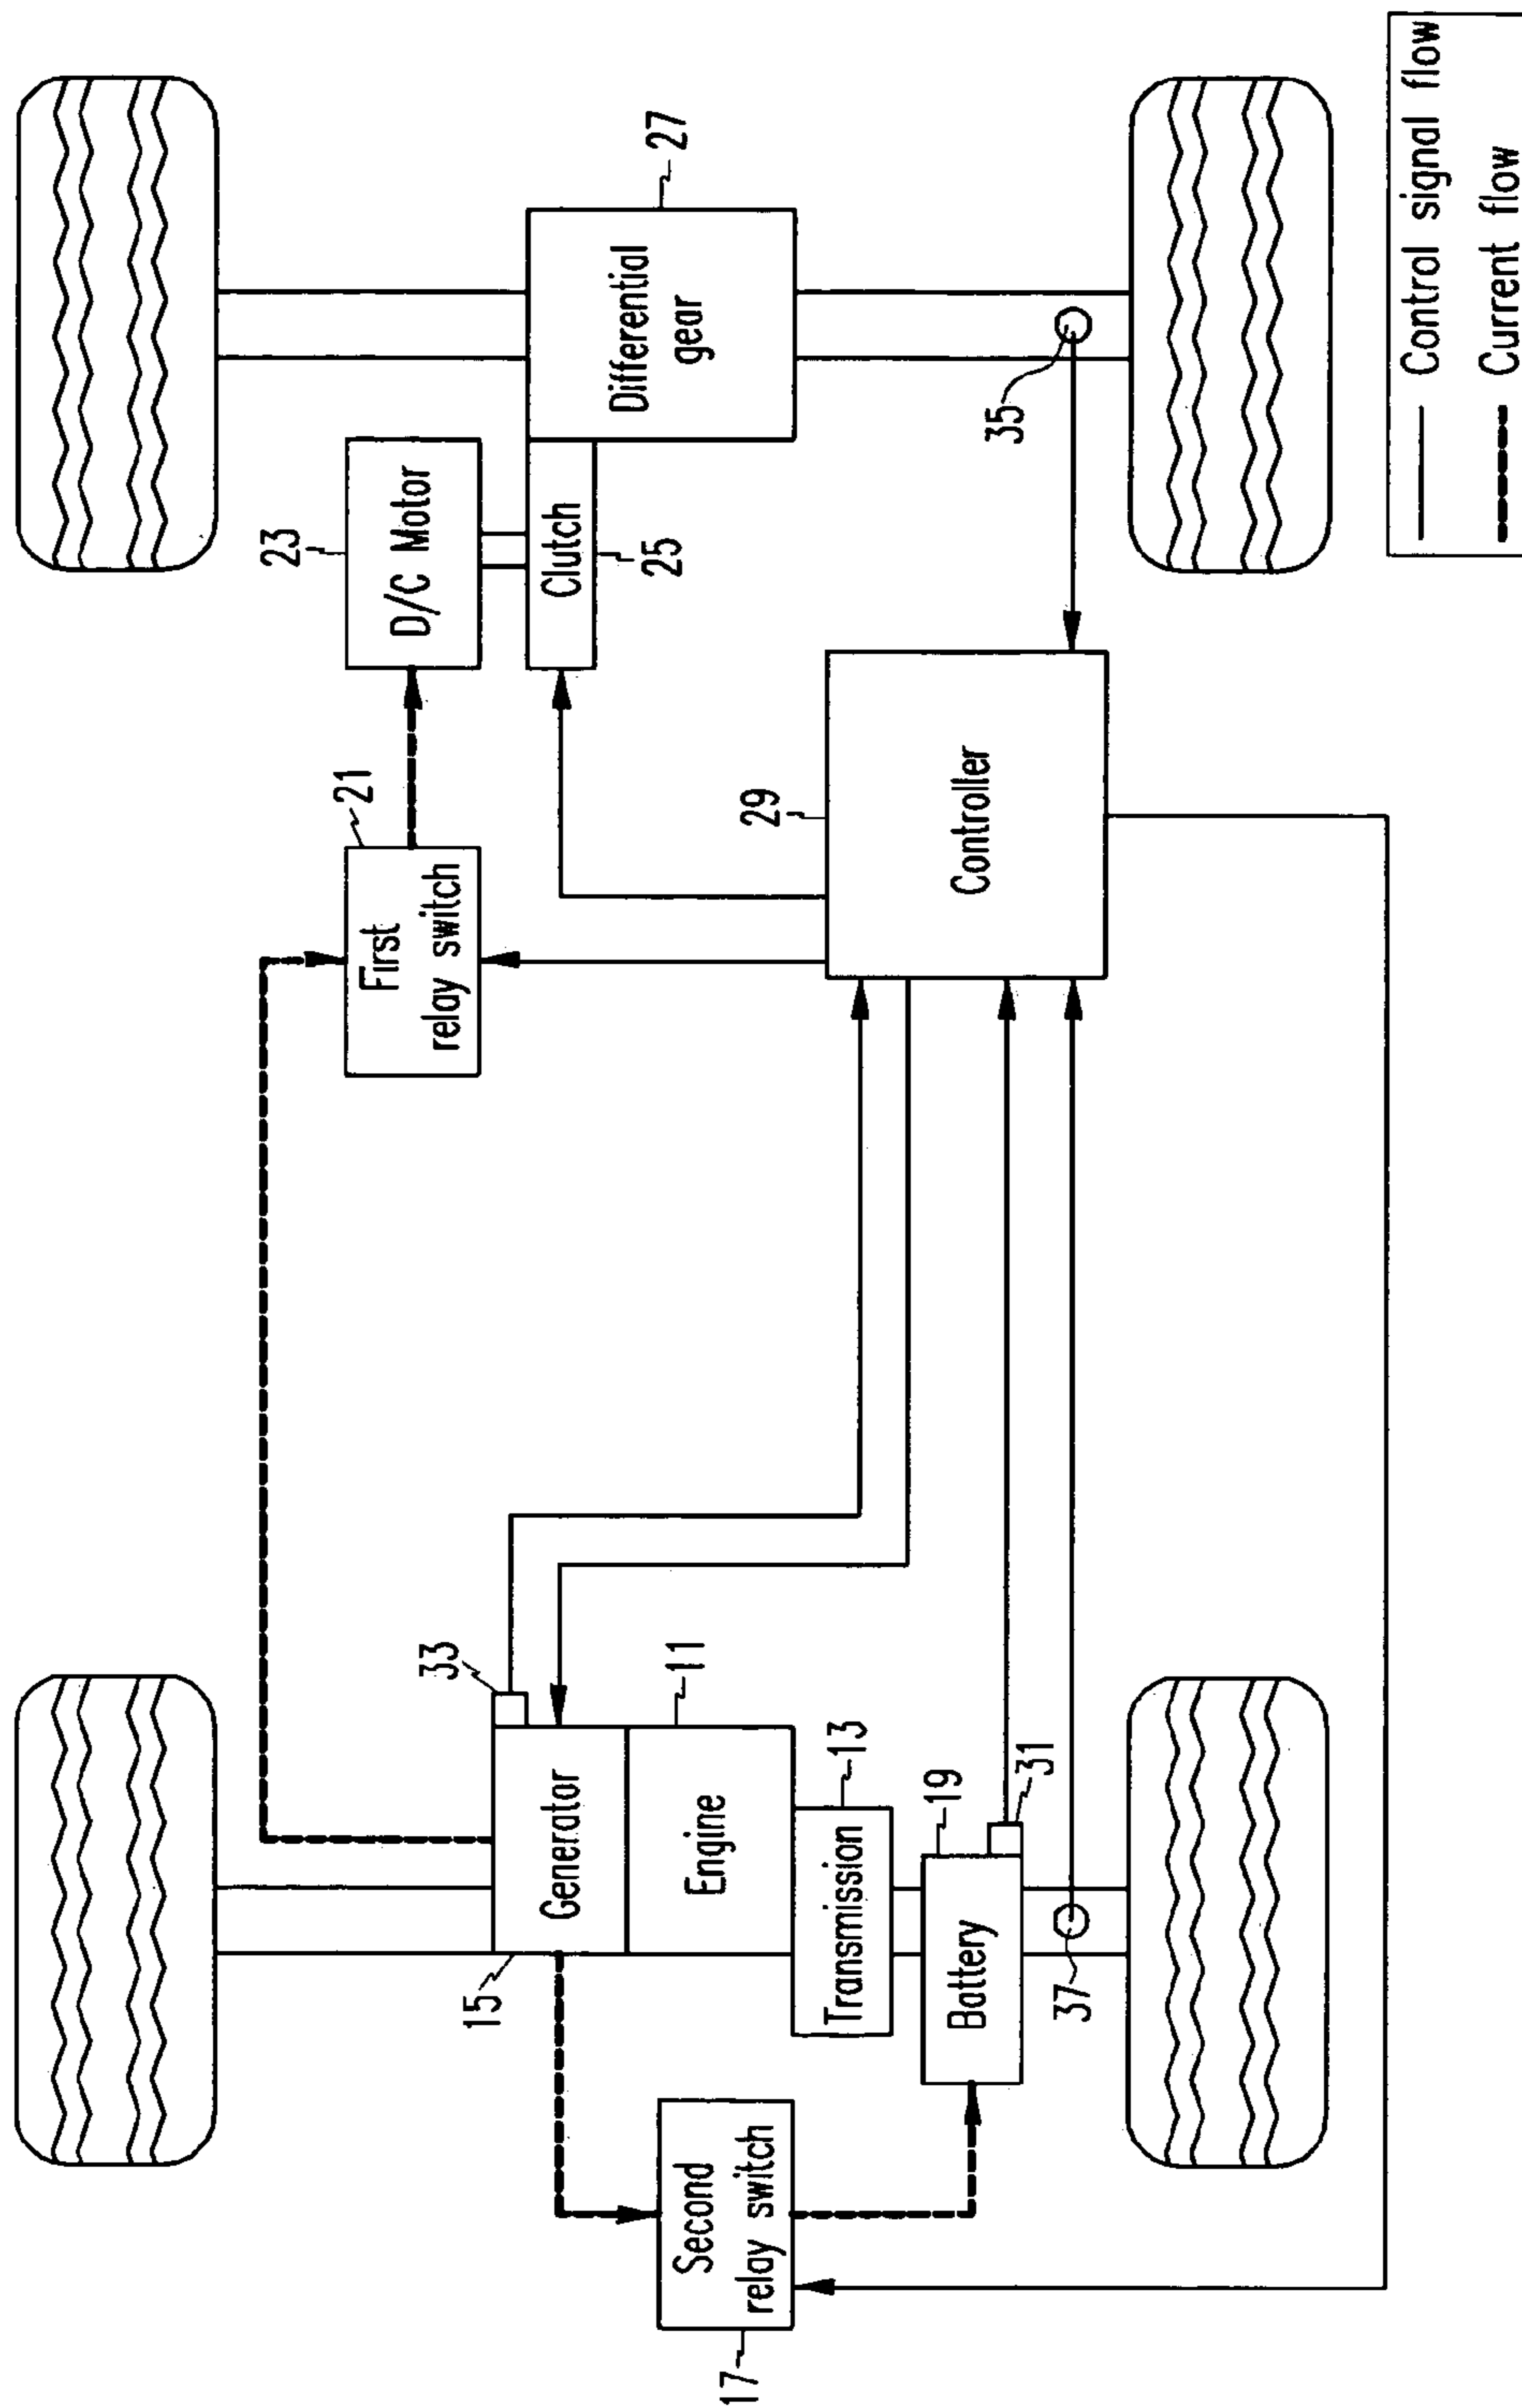 23
D/C Motor
27
Differential
gear
Clutch
25
35
21
First
relay switch
29
Controller
33
11
Generator
Engine
15
13
Transmission
19
31
Battery
37
Second
relay switch
17
Control signal flow
Current flow